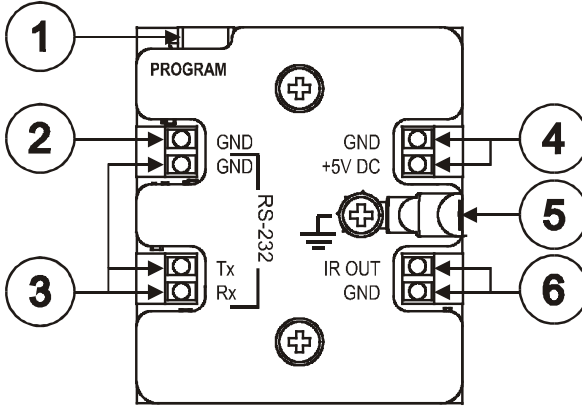 1
PROGRAM
2
GND
GND
4
GND
+5V DC
RS-232
5
3
Tx
Rx
6
IR OUT
GND